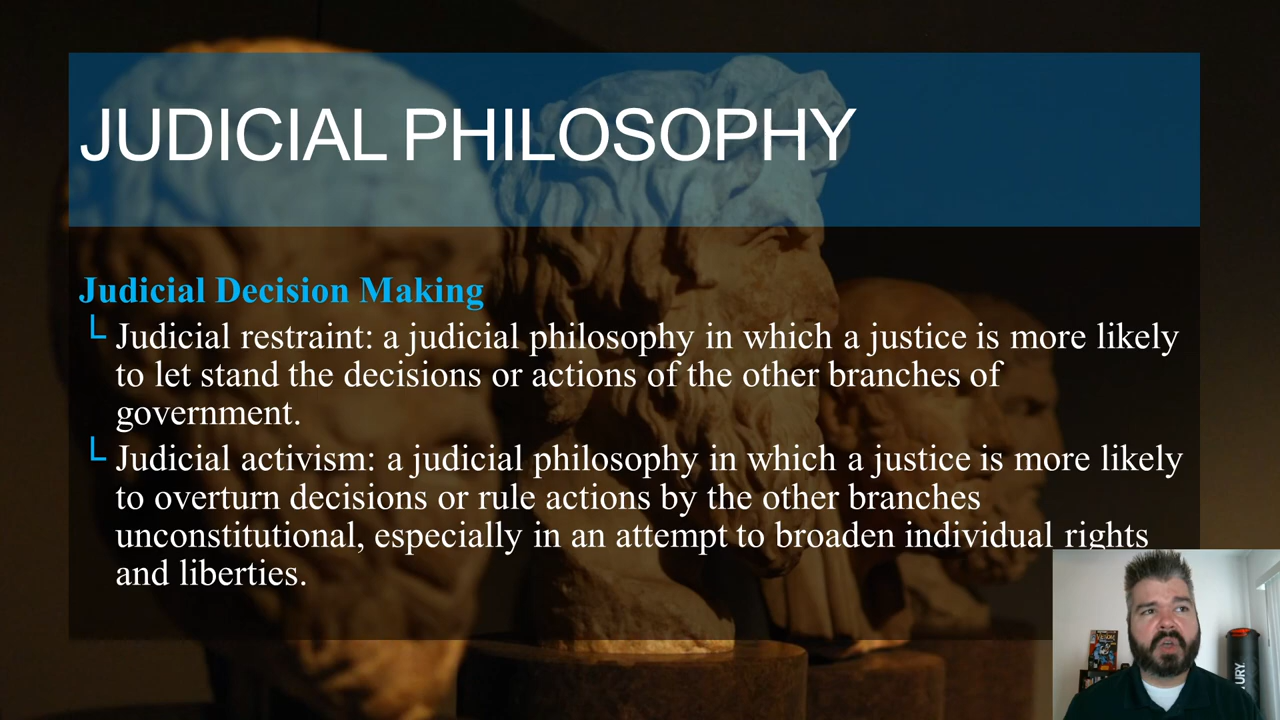 JUDICIAL PHILOSOPHY
Judicial Decision Making
Judicial restraint: a judicial philosophy in which a justice is more likely
to let stand the decisions or actions of the other branches of
government.
Judicial activism: a judicial philosophy in which a justice is more likely
to overturn decisions or rule actions by the other branches
unconstitutional, especially in an attempt to broaden individual rights
and liberties.